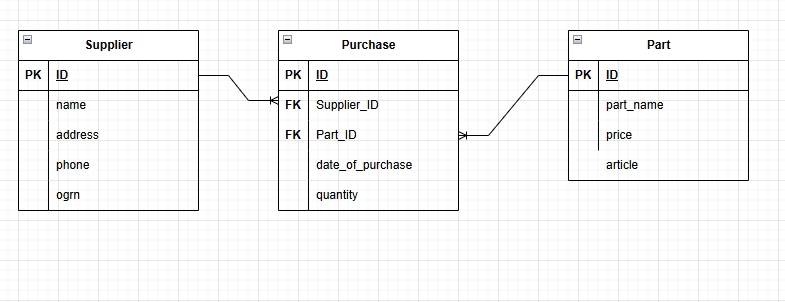 Supplier
PK ID
name
address
phone
ogrn
Purchase
PK ID
FK Supplier_ID
FK Part_ID
date_of_purchase
quantity
Part
PK ID
part_name
price
article